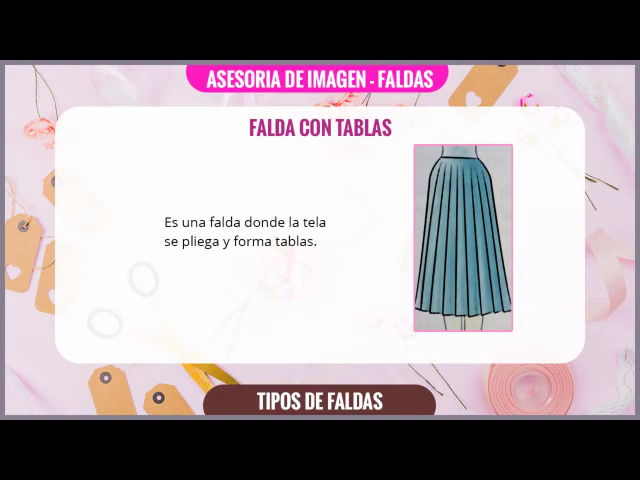 ASESORIA DE IMAGEN - FALDAS
FALDA CON TABLAS
Es una falda donde la tela
se pliega y forma tablas.
TIPOS DE FALDAS